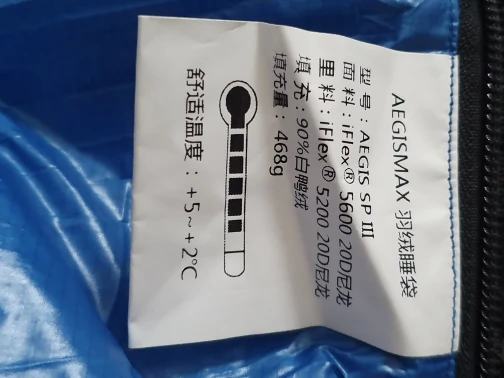 AEGISMAX 羽绒睡袋
型号：AEGIS SP III
面料：iFlex® 5600 20D尼龙
里料：iFlex® 5200 20D尼龙
填充：90%白鸭绒
填充量：468g
舒适温度：+5~+2°C